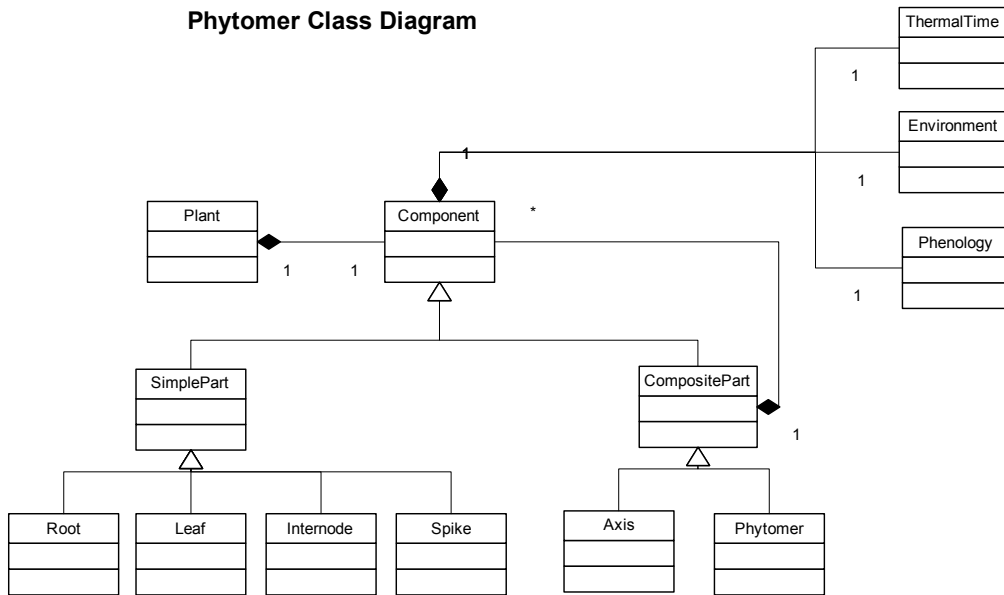 Phytomer Class Diagram
ThermalTime
1
Environment
1
1
Plant
Component
*
Phenology
1
1
1
SimplePart
CompositePart
1
Root
Leaf
Internode
Spike
Axis
Phytomer